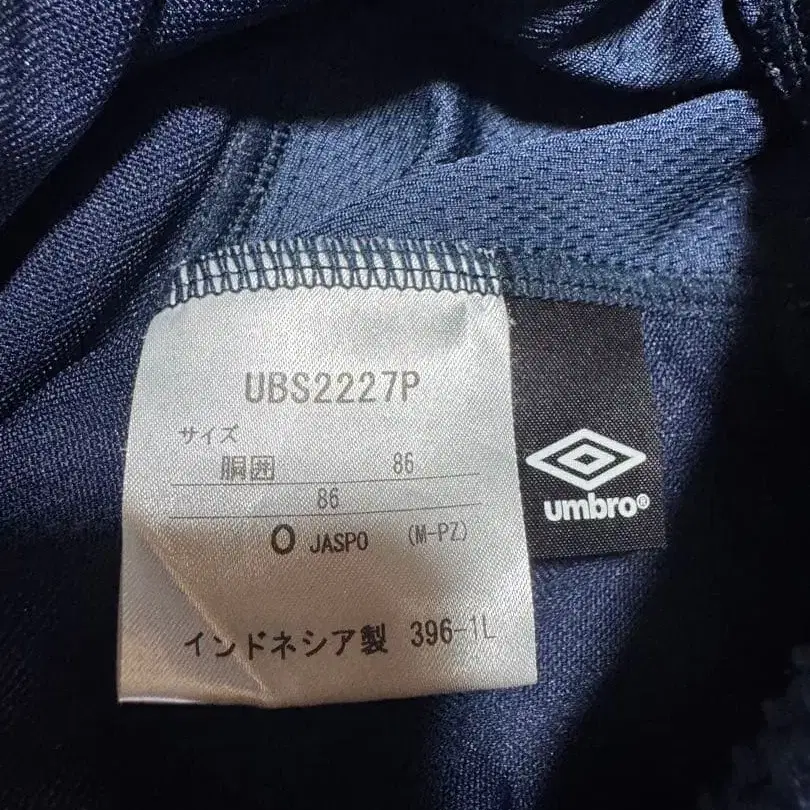 UBS2227P
サイズ
胴囲 86
86
O JASPO (M-PZ)
インドネシア製 396-1L
umbro®